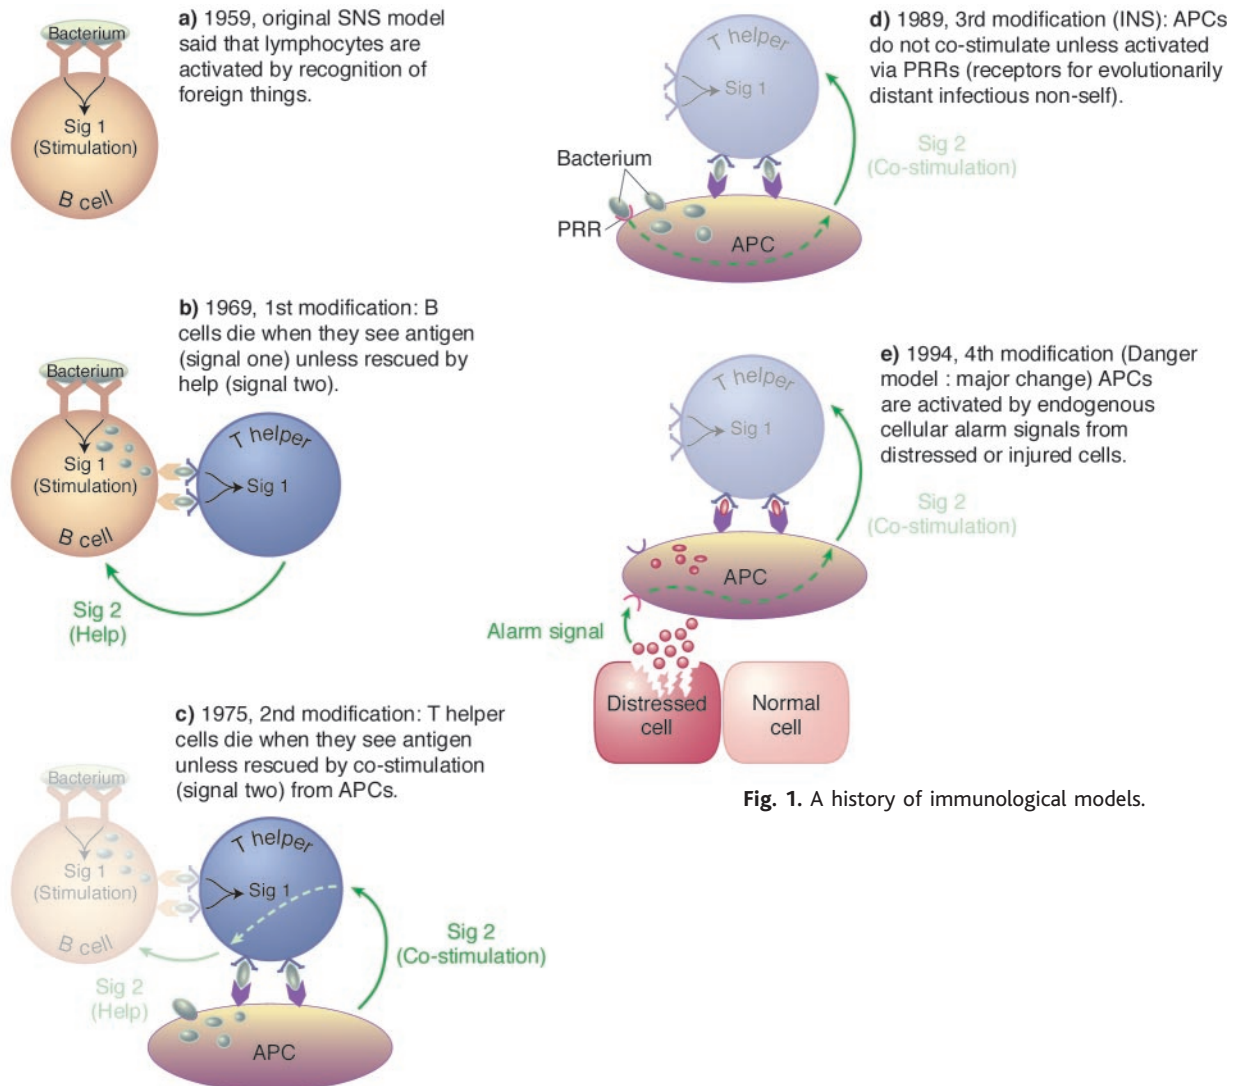 a) 1959, original SNS model
said that lymphocytes are
activated by recognition of
foreign things.
Bacterium
Sig 1
(Stimulation)
B cell
b) 1969, 1st modification: B
cells die when they see antigen
(signal one) unless rescued by
help (signal two).
Bacterium
Sig 1
(Stimulation)
B cell
T helper
Sig 1
Sig 2
(Help)
c) 1975, 2nd modification: T helper
cells die when they see antigen
unless rescued by co-stimulation
(signal two) from APCs.
Bacterium
Sig 1
(Stimulation)
B cell
T helper
Sig 1
Sig 2
(Help)
Sig 2
(Co-stimulation)
APC
d) 1989, 3rd modification (INS): APCs
do not co-stimulate unless activated
via PRRs (receptors for evolutionarily
distant infectious non-self).
T helper
Sig 1
Sig 2
(Co-stimulation)
Bacterium
PRR
APC
e) 1994, 4th modification (Danger
model : major change) APCs
are activated by endogenous
cellular alarm signals from
distressed or injured cells.
T helper
Sig 1
Sig 2
(Co-stimulation)
APC
Alarm signal
Distressed
cell
Normal
cell
Fig. 1. A history of immunological models.